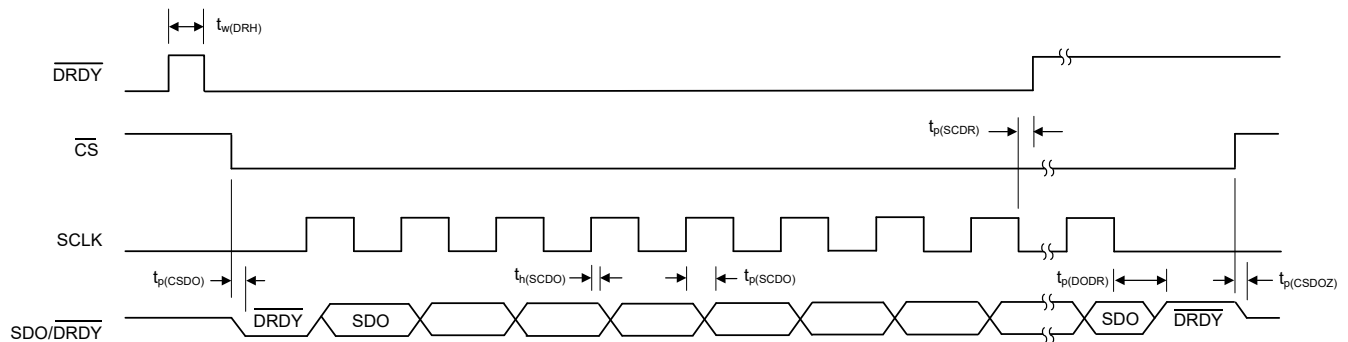 tw(DRH)
DRDY
tp(SCDR)
CS
SCLK
tp(CSDO)
th(SCDO)
tp(SCDO)
tp(DODR)
tp(CSDOZ)
SDO/DRDY
DRDY
SDO
SDO
DRDY